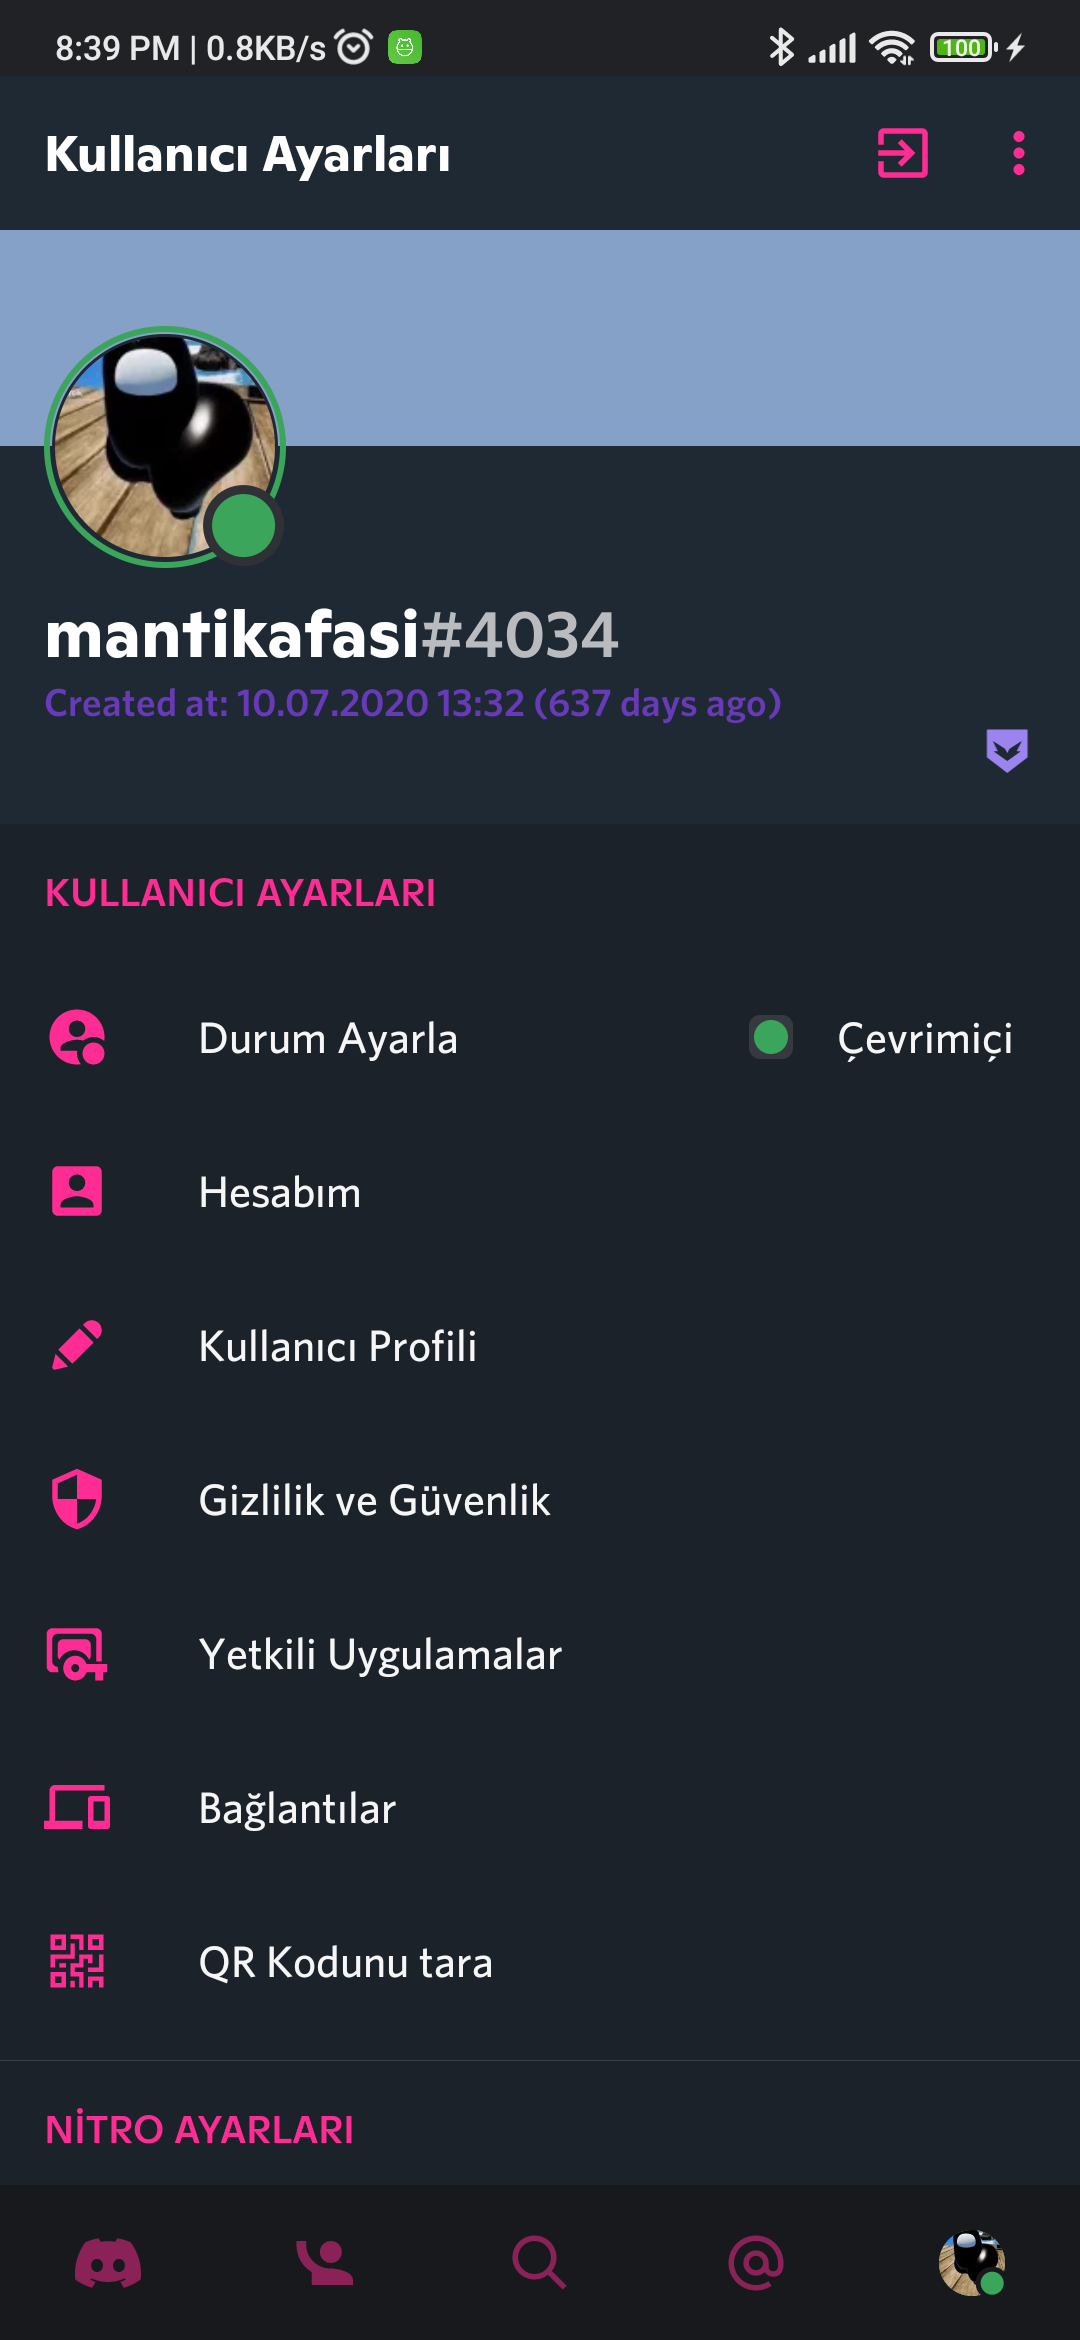 8:39 PM | 0.8KB/s
100
Kullanıcı Ayarları
mantikafasi#4034
Created at: 10.07.2020 13:32 (637 days ago)
KULLANICI AYARLARI
Durum Ayarla
Çevrimiçi
Hesabım
Kullanıcı Profili
Gizlilik ve Güvenlik
Yetkili Uygulamalar
Bağlantılar
QR Kodunu tara
NİTRO AYARLARI